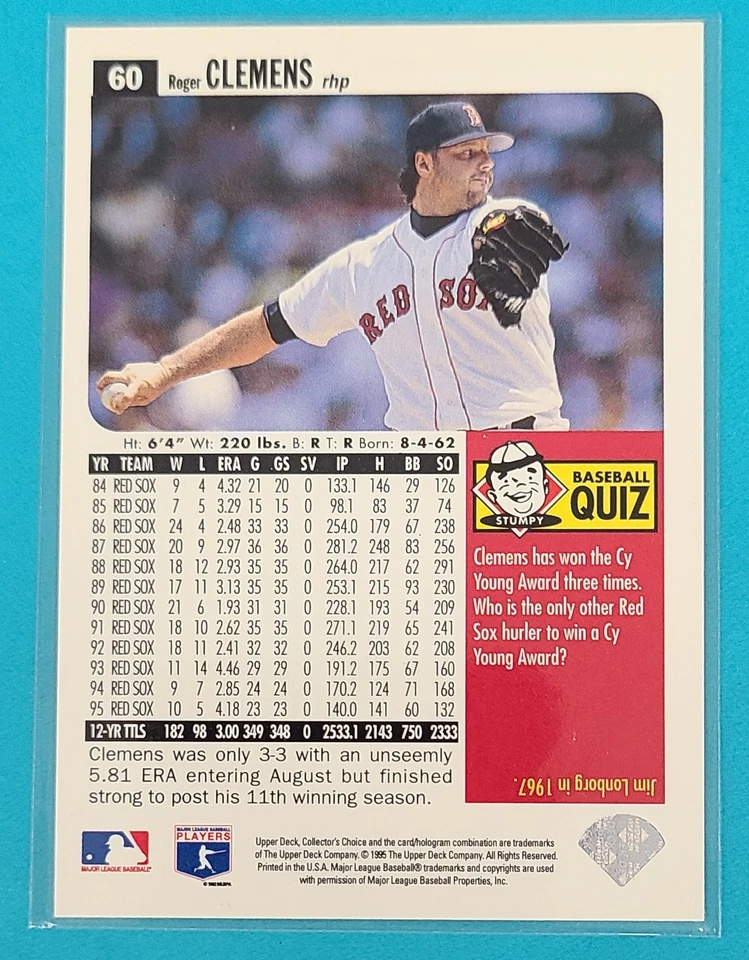 60 Roger CLEMENS rhp
B
RED SOX
Ht: 6'4" Wt: 220 lbs. B: R T: R Born: 8-4-62
YR TEAM W L ERA G GS SV IP H BB SO
84 RED SOX 9 4 4.32 21 20 0 133.1 146 29 126
85 RED SOX 7 5 3.29 15 15 0 98.1 83 37 74
86 RED SOX 24 4 2.48 33 33 0 254.0 179 67 238
87 RED SOX 20 9 2.97 36 36 0 281.2 248 83 256
88 RED SOX 18 12 2.93 35 35 0 264.0 217 62 291
89 RED SOX 17 11 3.13 35 35 0 253.1 215 93 230
90 RED SOX 21 6 1.93 31 31 0 228.1 193 54 209
91 RED SOX 18 10 2.62 35 35 0 271.1 219 65 241
92 RED SOX 18 11 2.41 32 32 0 246.2 203 62 208
93 RED SOX 11 14 4.46 29 29 0 191.2 175 67 160
94 RED SOX 9 7 2.85 24 24 0 170.2 124 71 168
95 RED SOX 10 5 4.18 23 23 0 140.0 141 60 132
12-YR TTLS 182 98 3.00 349 348 0 2533.1 2143 750 2333
Clemens was only 3-3 with an unseemly
5.81 ERA entering August but finished
strong to post his 11th winning season.
STUMPY
BASEBALL
QUIZ
Clemens has won the Cy
Young Award three times.
Who is the only other Red
Sox hurler to win a Cy
Young Award?
Jim Lonborg in 1967.
MAJOR LEAGUE BASEBALL
MAJOR LEAGUE BASEBALL
PLAYERS
Upper Deck, Collector's Choice and the card/hologram combination are trademarks
of The Upper Deck Company. © 1995 The Upper Deck Company. All Rights Reserved.
Printed in the U.S.A. Major League Baseball® trademarks and copyrights are used
with permission of Major League Baseball Properties, Inc.